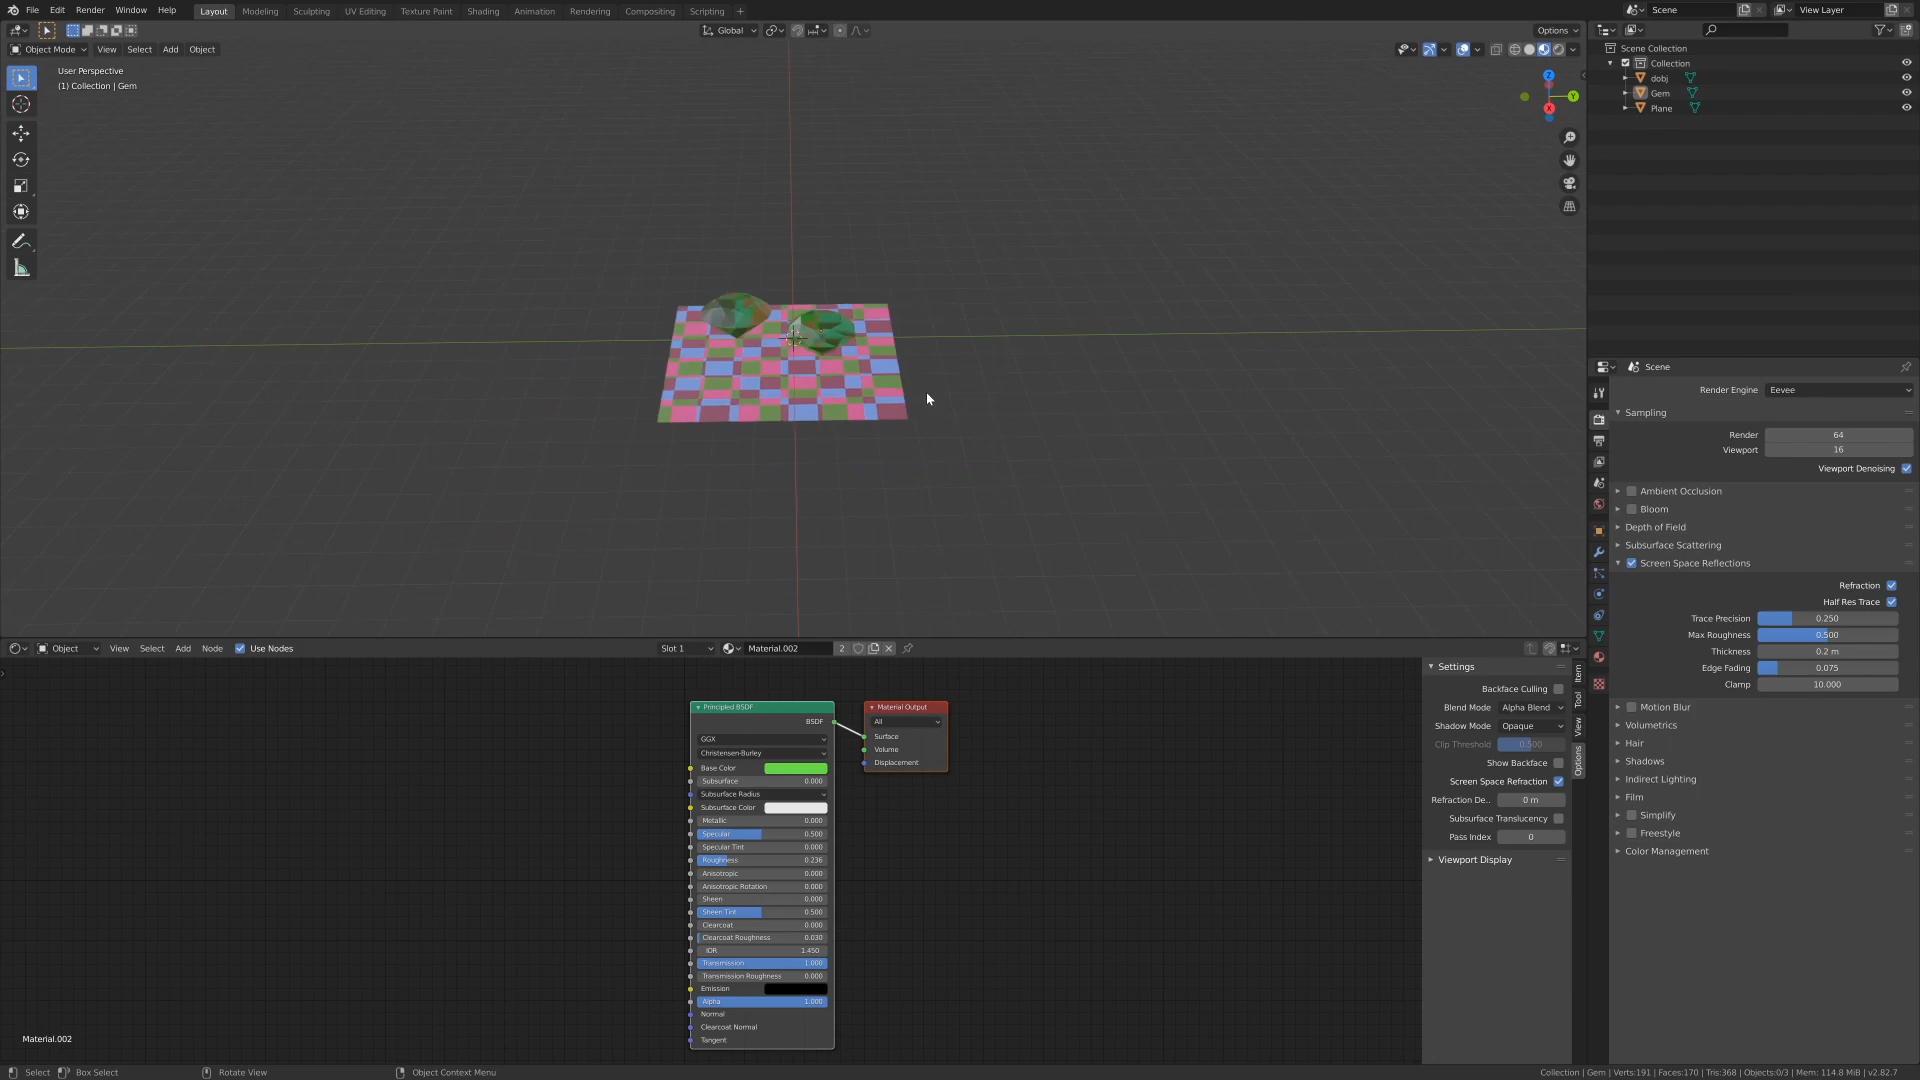 File Edit Render Window Help Layout Modeling Sculpting UV Editing Texture Paint Shading Animation Rendering Compositing Scripting + Scene View Layer
Global Options
Object Mode View Select Add Object
User Perspective
(1) Collection | Gem
Z
Y
X
Scene Collection
Collection
dobj
Gem
Plane
Scene
Render Engine Eevee
Sampling
Render 64
Viewport 16
Viewport Denoising
Ambient Occlusion
Bloom
Depth of Field
Subsurface Scattering
Screen Space Reflections
Refraction
Half Res Trace
Trace Precision 0.250
Max Roughness 0.500
Thickness 0.2 m
Edge Fading 0.075
Clamp 10.000
Motion Blur
Volumetrics
Hair
Shadows
Indirect Lighting
Film
Simplify
Freestyle
Color Management
Object View Select Add Node Use Nodes Slot 1 Material.002 2
Principled BSDF
BSDF
GGX
Christensen-Burley
Base Color
Subsurface 0.000
Subsurface Radius
Subsurface Color
Metallic 0.000
Specular 0.500
Specular Tint 0.000
Roughness 0.236
Anisotropic 0.000
Anisotropic Rotation 0.000
Sheen 0.000
Sheen Tint 0.500
Clearcoat 0.000
Clearcoat Roughness 0.030
IOR 1.450
Transmission 1.000
Transmission Roughness 0.000
Emission
Alpha 1.000
Normal
Clearcoat Normal
Tangent
Material Output
All
Surface
Volume
Displacement
Settings
Backface Culling
Blend Mode Alpha Blend
Shadow Mode Opaque
Clip Threshold 0.500
Show Backface
Screen Space Refraction
Refraction De.. 0 m
Subsurface Translucency
Pass Index 0
Viewport Display
Item
Tool
View
Options
Material.002
Select Box Select Rotate View Object Context Menu Collection | Gem | Verts:191 | Faces:170 | Tris:368 | Objects:0/3 | Mem: 114.8 MiB | v2.82.7